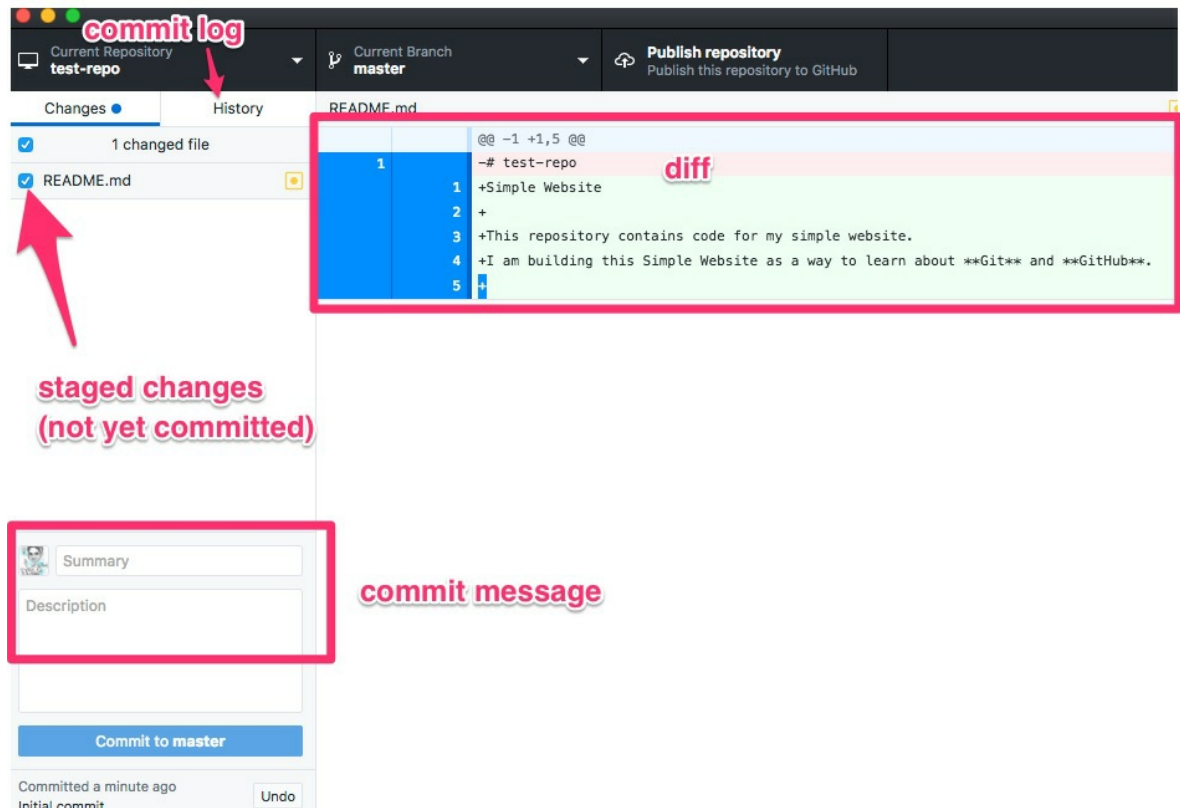 commit log
Current Repository
test-repo
Current Branch
master
Publish repository
Publish this repository to GitHub
Changes
History
README.md
1 changed file
README.md
@@ -1 +1,5 @@
1 -# test-repo
diff
1 +Simple Website
2 +
3 +This repository contains code for my simple website.
4 +I am building this Simple Website as a way to learn about **Git** and **GitHub**.
5 +
staged changes
(not yet committed)
Summary
Description
commit message
Commit to master
Committed a minute ago
Undo
Initial commit